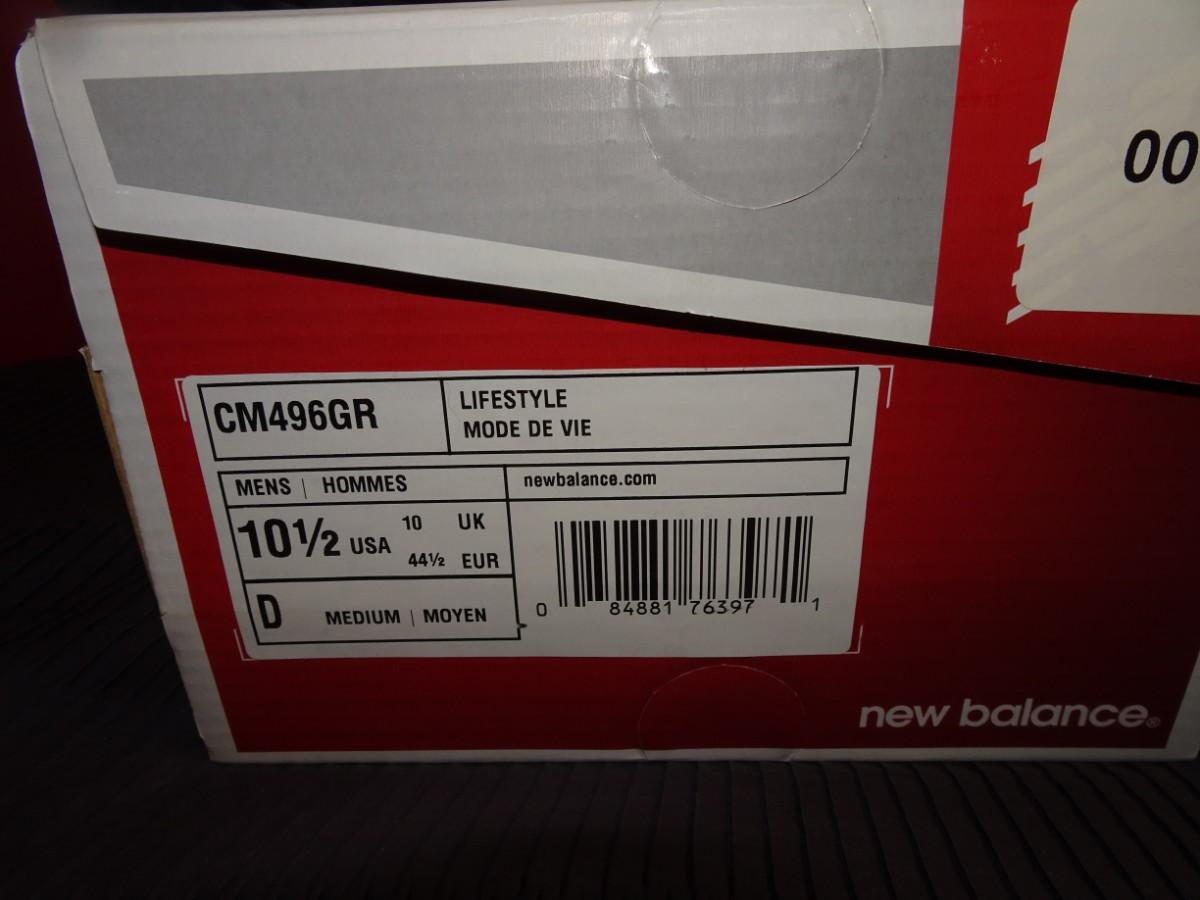 00
CM496GR
LIFESTYLE
MODE DE VIE
MENS | HOMMES
newbalance.com
10½ USA
10 UK
44½ EUR
D MEDIUM | MOYEN
0 84881 76397 1
new balance®